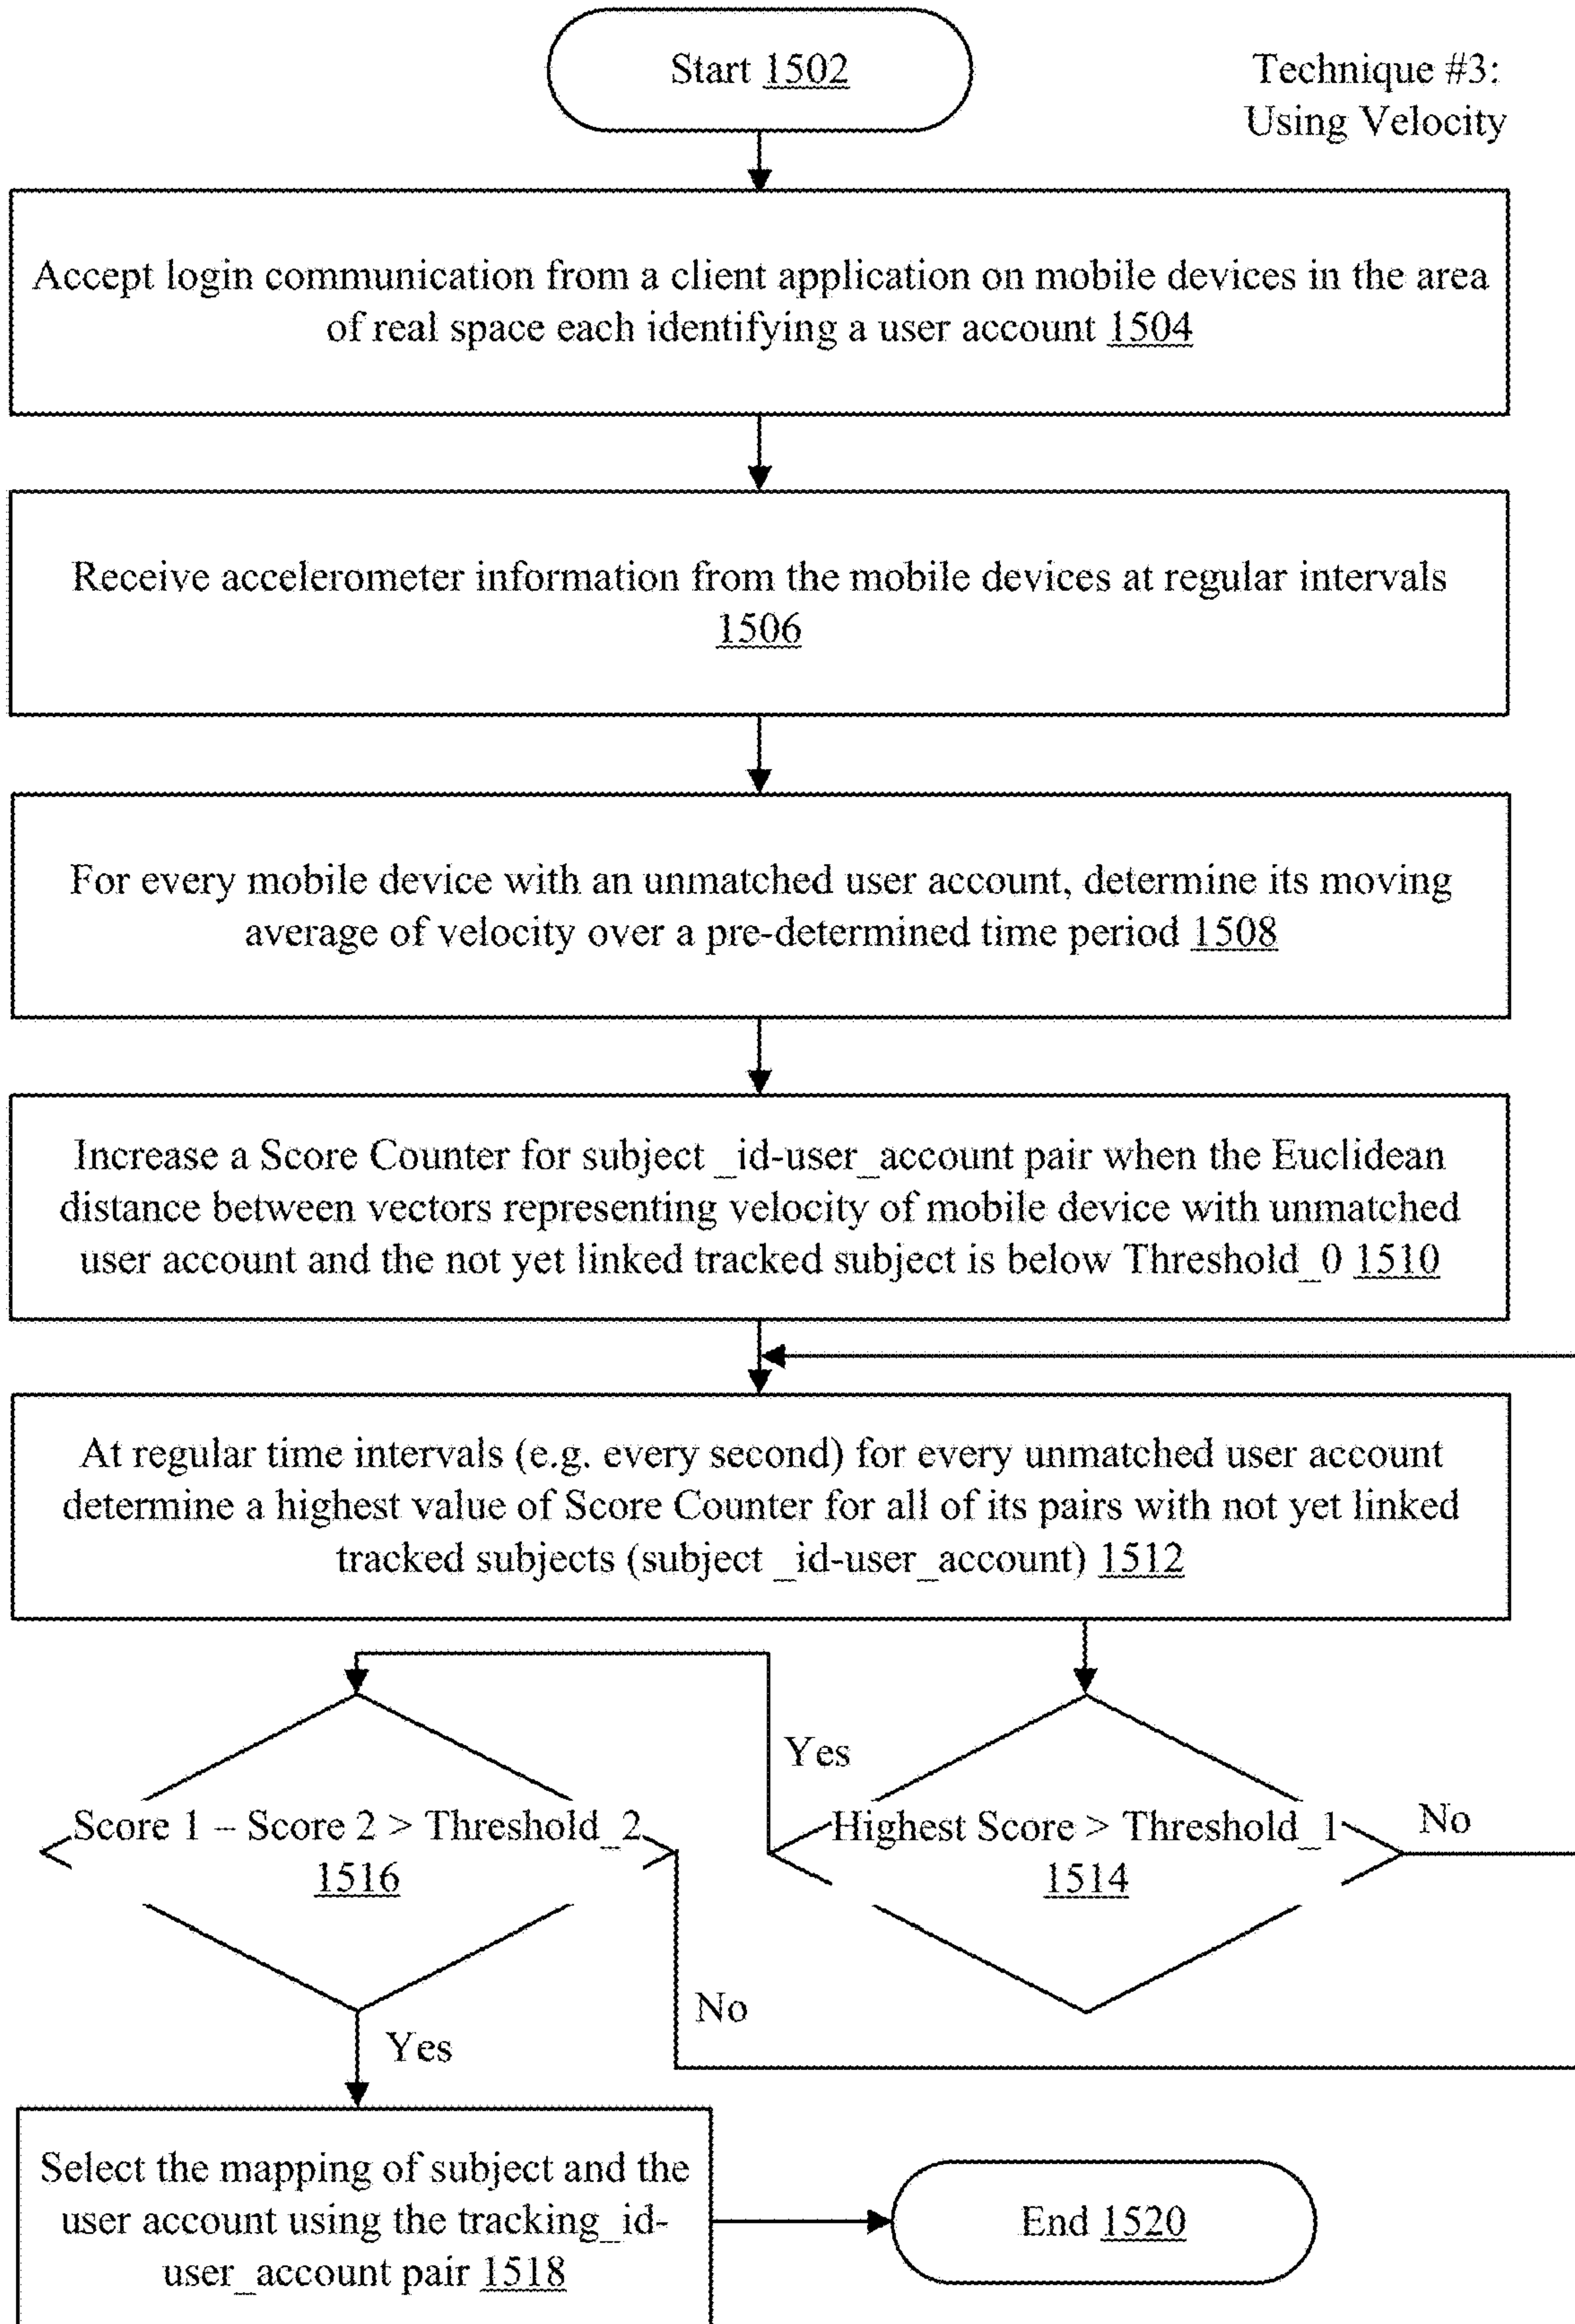 Start 1502
Technique #3:
Using Velocity
Accept login communication from a client application on mobile devices in the area
of real space each identifying a user account 1504
Receive accelerometer information from the mobile devices at regular intervals
1506
For every mobile device with an unmatched user account, determine its moving
average of velocity over a pre-determined time period 1508
Increase a Score Counter for subject _id-user_account pair when the Euclidean
distance between vectors representing velocity of mobile device with unmatched
user account and the not yet linked tracked subject is below Threshold_0 1510
At regular time intervals (e.g. every second) for every unmatched user account
determine a highest value of Score Counter for all of its pairs with not yet linked
tracked subjects (subject _id-user_account) 1512
Yes
Score 1 – Score 2 > Threshold_2
1516
Highest Score > Threshold_1
1514
No
No
Yes
Select the mapping of subject and the
user account using the tracking_id-
user_account pair 1518
End 1520